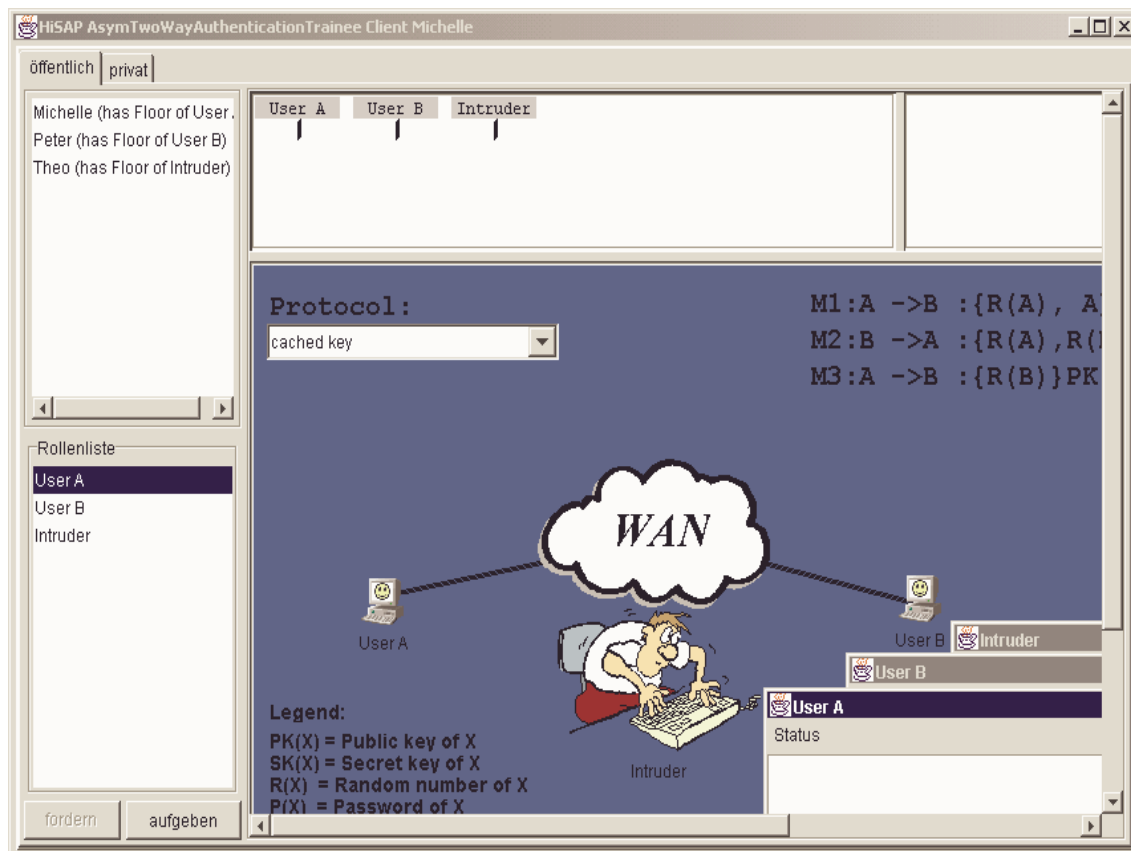 HiSAP AsymTwoWayAuthenticationTrainee Client Michelle
öffentlich privat
Michelle (has Floor of User
Peter (has Floor of User B)
Theo (has Floor of Intruder)
User A User B Intruder
Protocol:
cached key
M1:A ->B :{R(A), A
M2:B ->A :{R(A),R(
M3:A ->B :{R(B)}PK
Rollenliste
User A
User B
Intruder
WAN
User A
User B
Intruder
Intruder
User B
User A
Status
Legend:
PK(X) = Public key of X
SK(X) = Secret key of X
R(X) = Random number of X
P(X) = Password of X
fordern aufgeben